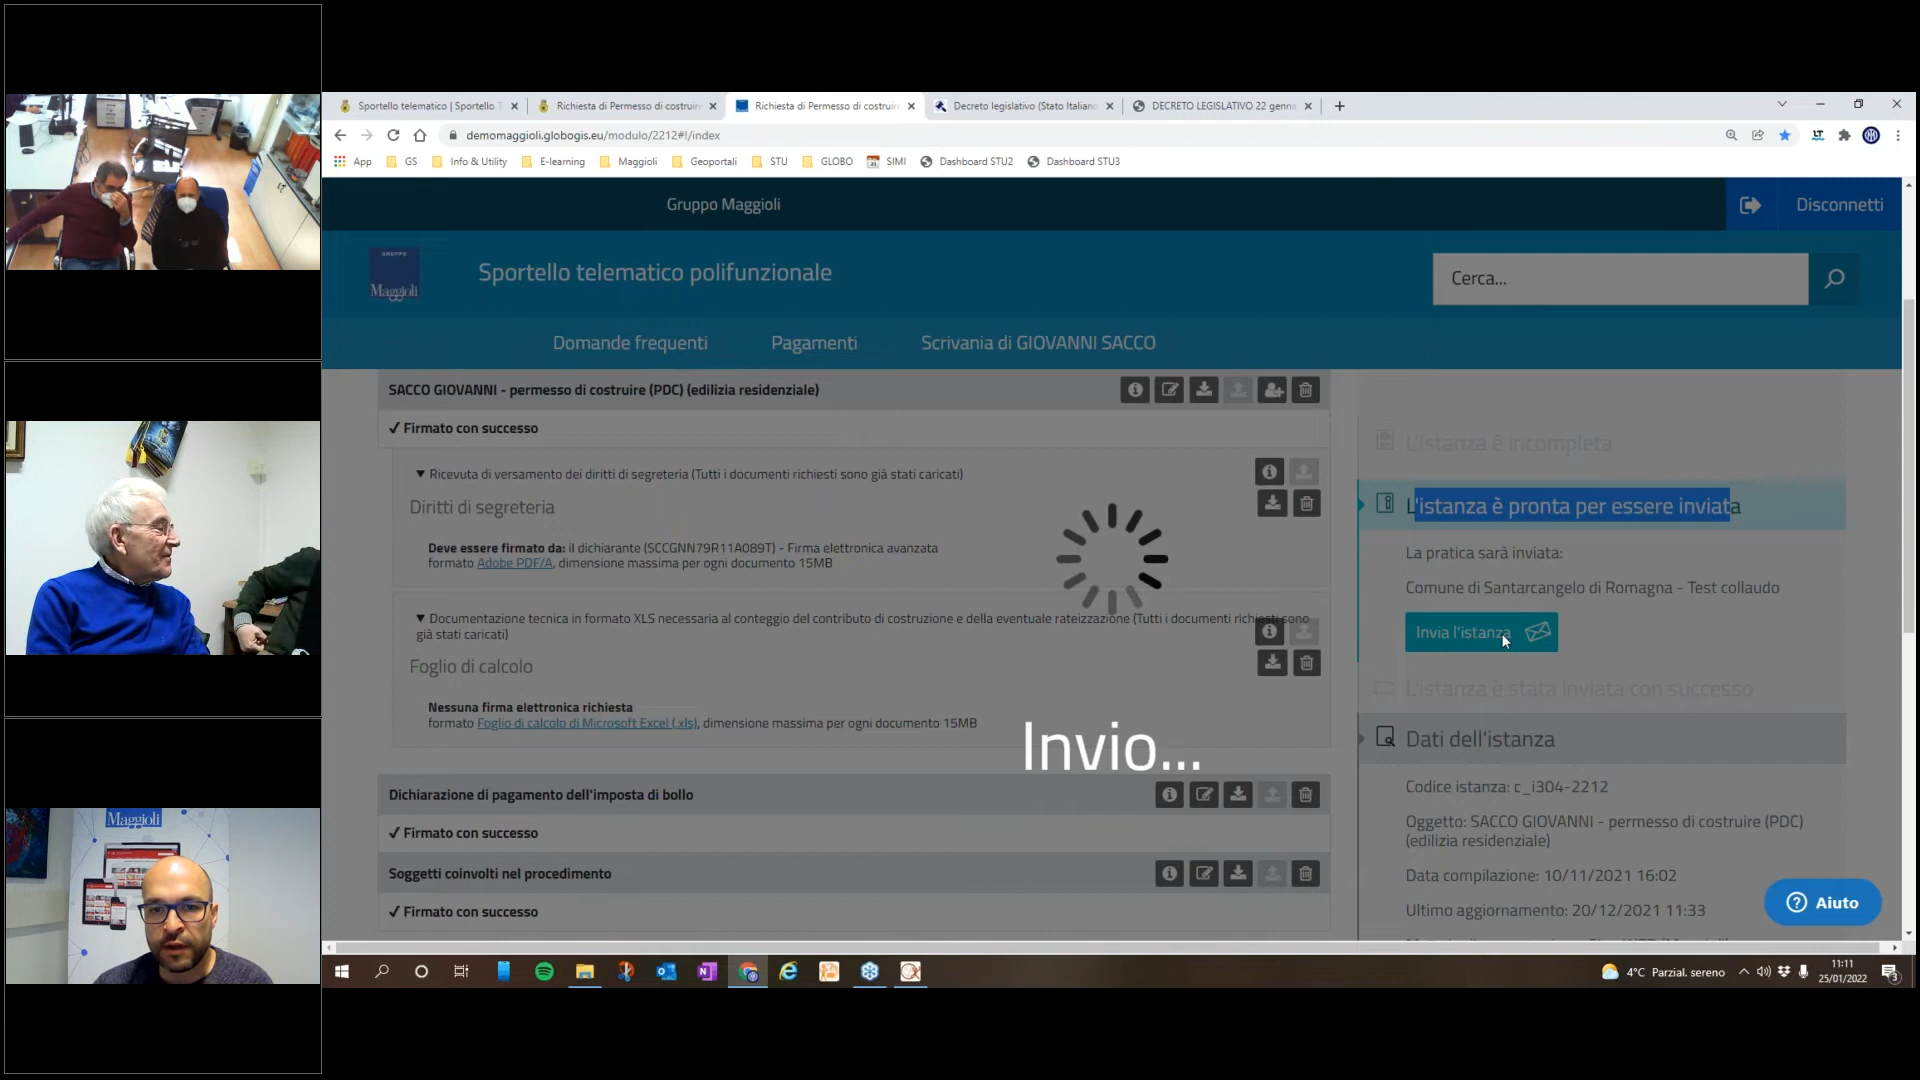 Sportello telematico | Sportello T
Richiesta di Permesso di costruire
Richiesta di Permesso di costruire
Decreto legislativo (Stato Italiano
DECRETO LEGISLATIVO 22 genna
demomaggioli.globogis.eu/modulo/2212#!/index
App
GS
Info & Utility
E-learning
Maggioli
Geoportali
STU
GLOBO
SIMI
Dashboard STU2
Dashboard STU3
Gruppo Maggioli
Disconnetti
GRUPPO
Maggioli
Sportello telematico polifunzionale
Cerca...
Domande frequenti
Pagamenti
Scrivania di GIOVANNI SACCO
SACCO GIOVANNI - permesso di costruire (PDC) (edilizia residenziale)
✓ Firmato con successo
▼ Ricevuta di versamento dei diritti di segreteria (Tutti i documenti richiesti sono già stati caricati)
Diritti di segreteria
Deve essere firmato da: il dichiarante (SCCGNN79R11A089T) - Firma elettronica avanzata
formato Adobe PDF/A, dimensione massima per ogni documento 15MB
▼ Documentazione tecnica in formato XLS necessaria al conteggio del contributo di costruzione e della eventuale rateizzazione (Tutti i documenti richiesti sono
già stati caricati)
Foglio di calcolo
Nessuna firma elettronica richiesta
formato Foglio di calcolo di Microsoft Excel (.xls), dimensione massima per ogni documento 15MB
Invio...
Dichiarazione di pagamento dell'imposta di bollo
✓ Firmato con successo
Soggetti coinvolti nel procedimento
✓ Firmato con successo
L'istanza è incompleta
L'istanza è pronta per essere inviata
La pratica sarà inviata:
Comune di Santarcangelo di Romagna - Test collaudo
Invia l'istanza
L'istanza è stata inviata con successo
Dati dell'istanza
Codice istanza: c_i304-2212
Oggetto: SACCO GIOVANNI - permesso di costruire (PDC)
(edilizia residenziale)
Data compilazione: 10/11/2021 16:02
Ultimo aggiornamento: 20/12/2021 11:33
Aiuto
4°C Parzial. sereno
11:11
25/01/2022
3
Maggioli